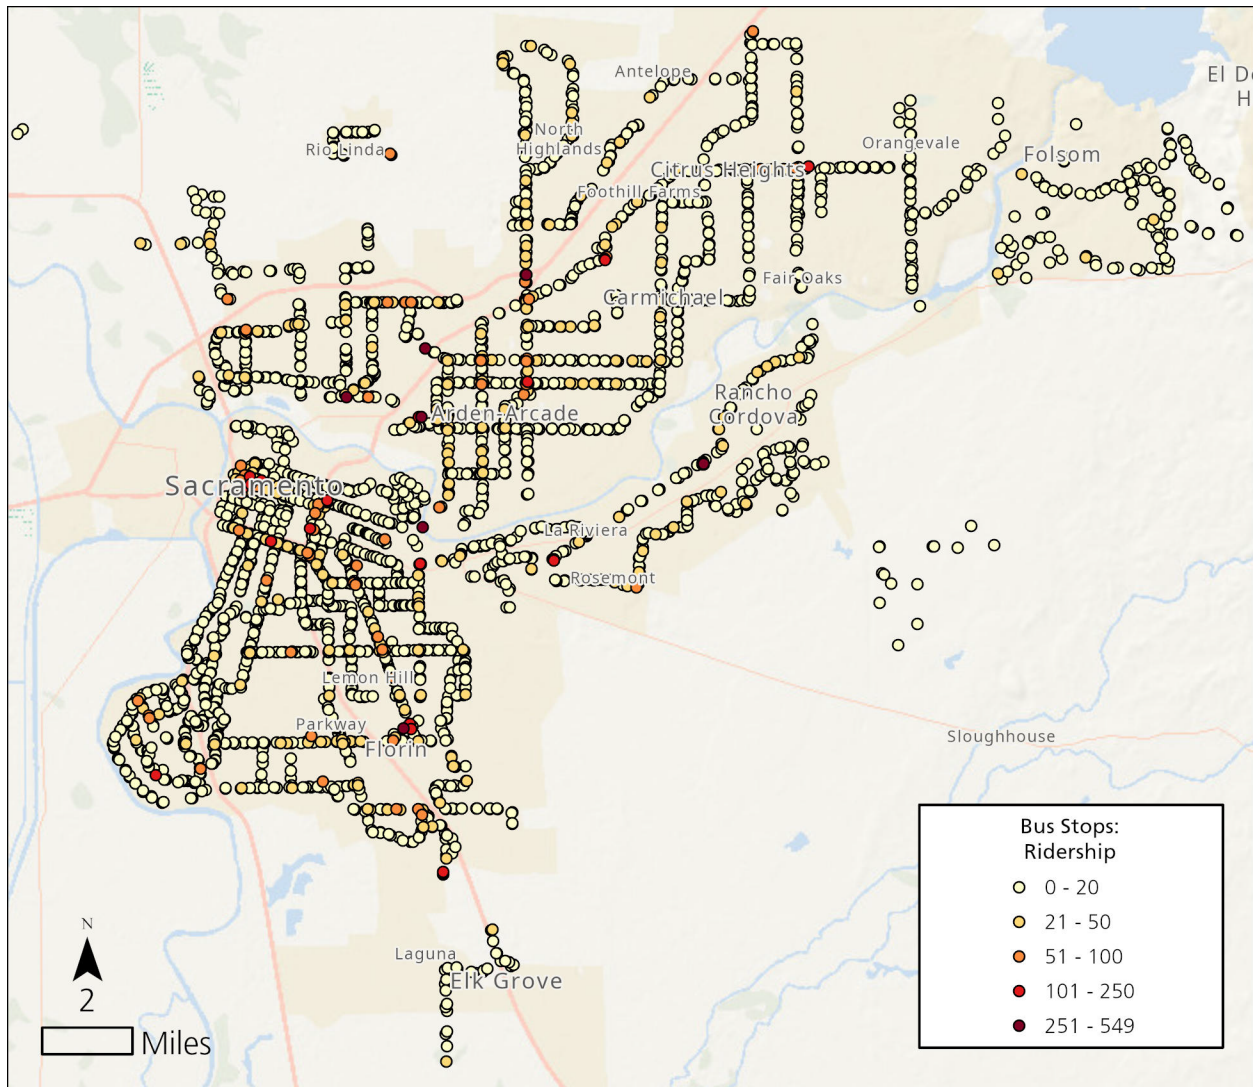 Antelope
El D
H
North
Highlands
Rio Linda
Orangevale
Citrus Heights
Folsom
Foothill Farms
Fair Oaks
Carmichael
Rancho
Cordova
Arden-Arcade
Sacramento
La Riviera
Rosemont
Lemon Hill
Parkway
Florin
Sloughhouse
Laguna
Elk Grove
Bus Stops:
Ridership
0 - 20
21 - 50
51 - 100
101 - 250
251 - 549
N
2
Miles